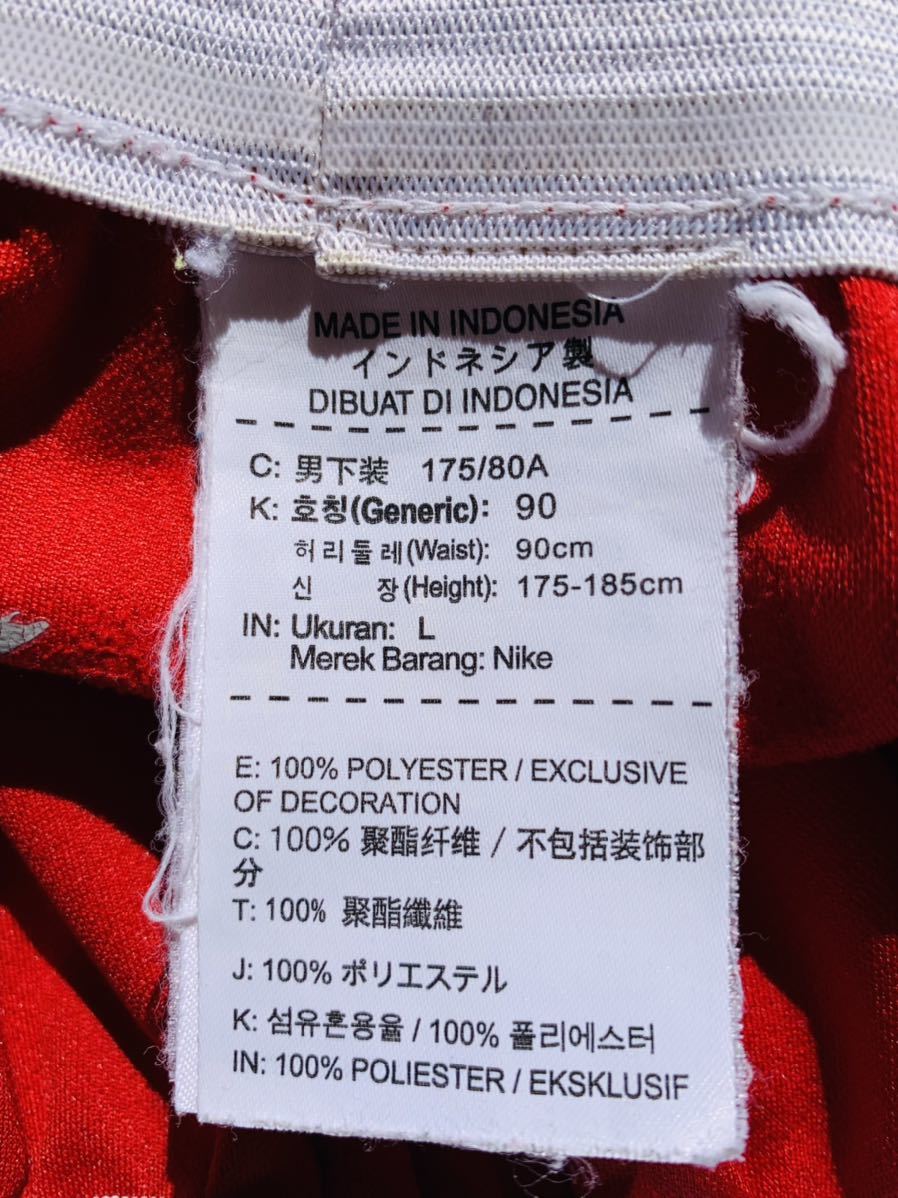 MADE IN INDONESIA
インドネシア製
DIBUAT DI INDONESIA
C: 男下装 175/80A
K: 호칭(Generic): 90
허리둘레(Waist): 90cm
신 장(Height): 175-185cm
IN: Ukuran: L
Merek Barang: Nike
E: 100% POLYESTER / EXCLUSIVE
OF DECORATION
C: 100% 聚酯纤维 / 不包括装饰部
分
T: 100% 聚酯纖維
J: 100% ポリエステル
K: 섬유혼용율 / 100% 폴리에스터
IN: 100% POLIESTER / EKSKLUSIF